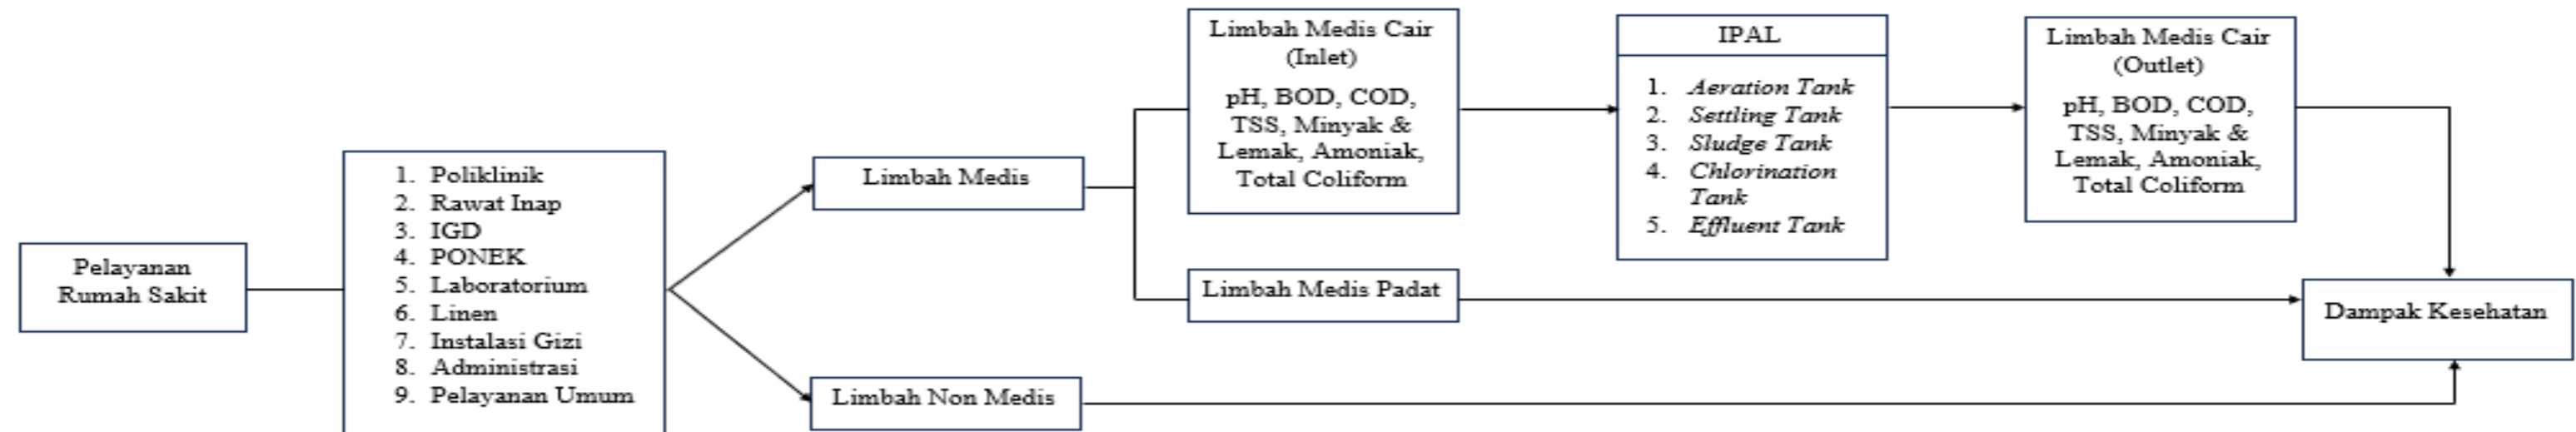 Pelayanan
Rumah Sakit
1. Poliklinik
2. Rawat Inap
3. IGD
4. PONEK
5. Laboratorium
6. Linen
7. Instalasi Gizi
8. Administrasi
9. Pelayanan Umum
Limbah Medis
Limbah Non Medis
Limbah Medis Cair
(Inlet)
pH, BOD, COD,
TSS, Minyak &
Lemak, Amoniak,
Total Coliform
Limbah Medis Padat
IPAL
1. Aeration Tank
2. Settling Tank
3. Sludge Tank
4. Chlorination
Tank
5. Effluent Tank
Limbah Medis Cair
(Outlet)
pH, BOD, COD,
TSS, Minyak &
Lemak, Amoniak,
Total Coliform
Dampak Kesehatan